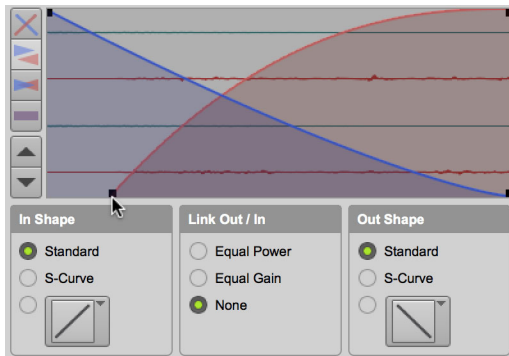 In Shape
Standard
S-Curve
Link Out / In
Equal Power
Equal Gain
None
Out Shape
Standard
S-Curve